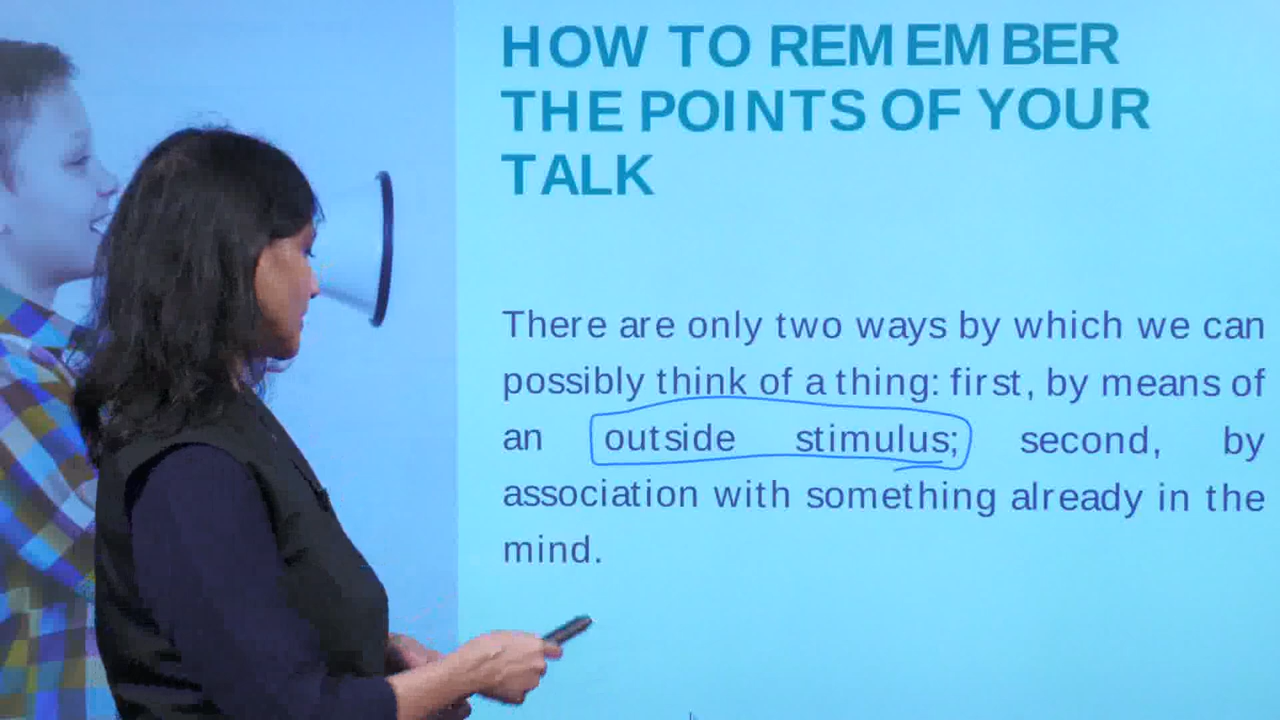 HOW TO REMEMBER
THE POINTS OF YOUR
TALK
There are only two ways by which we can
possibly think of a thing: first, by means of
an outside stimulus; second, by
association with something already in the
mind.